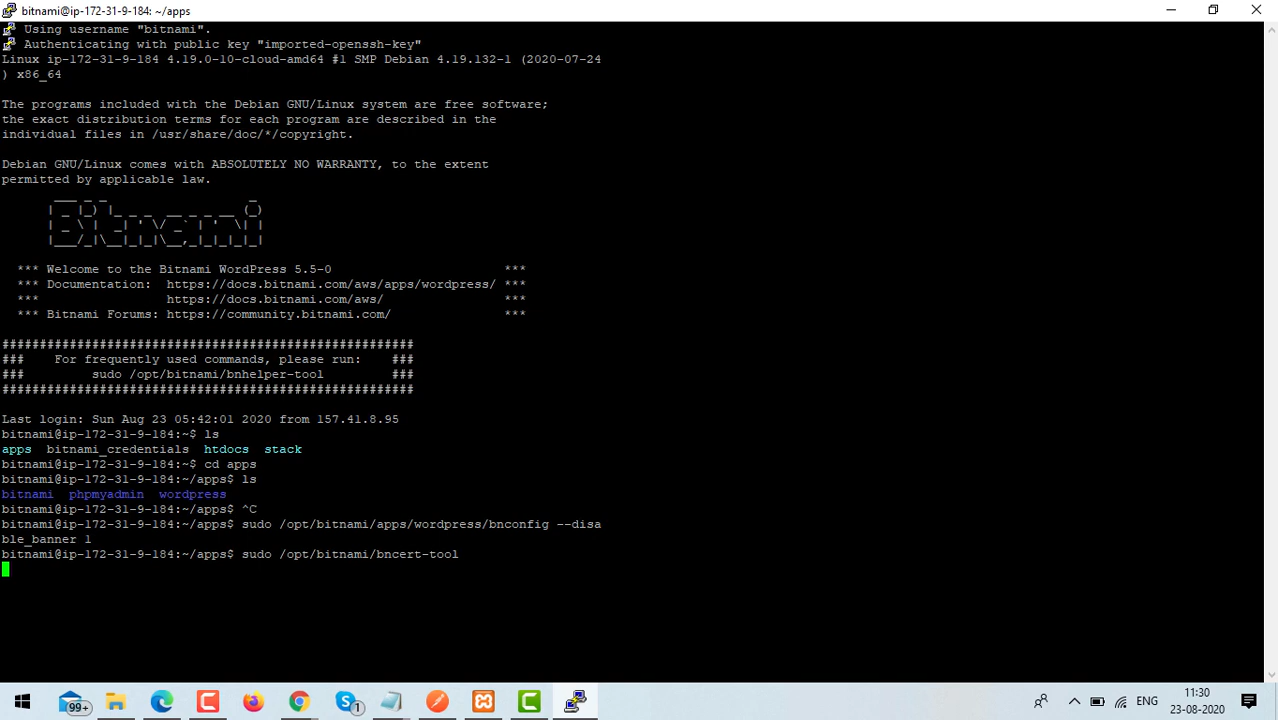 bitnami@ip-172-31-9-184: ~/apps
Using username "bitnami".
Authenticating with public key "imported-openssh-key"
Linux ip-172-31-9-184 4.19.0-10-cloud-amd64 #1 SMP Debian 4.19.132-1 (2020-07-24
) x86_64
The programs included with the Debian GNU/Linux system are free software;
the exact distribution terms for each program are described in the
individual files in /usr/share/doc/*/copyright.
Debian GNU/Linux comes with ABSOLUTELY NO WARRANTY, to the extent
permitted by applicable law.
Bitnami
*** Welcome to the Bitnami WordPress 5.5-0 ***
*** Documentation: https://docs.bitnami.com/aws/apps/wordpress/ ***
*** https://docs.bitnami.com/aws/ ***
*** Bitnami Forums: https://community.bitnami.com/ ***
#######################################################
### For frequently used commands, please run: ###
### sudo /opt/bitnami/bnhelper-tool ###
#######################################################
Last login: Sun Aug 23 05:42:01 2020 from 157.41.8.95
bitnami@ip-172-31-9-184:~$ ls
apps bitnami_credentials htdocs stack
bitnami@ip-172-31-9-184:~$ cd apps
bitnami@ip-172-31-9-184:~/apps$ ls
bitnami phpmyadmin wordpress
bitnami@ip-172-31-9-184:~/apps$ ^C
bitnami@ip-172-31-9-184:~/apps$ sudo /opt/bitnami/apps/wordpress/bnconfig --disa
ble_banner 1
bitnami@ip-172-31-9-184:~/apps$ sudo /opt/bitnami/bncert-tool
99+
S 1
ENG
11:30
23-08-2020